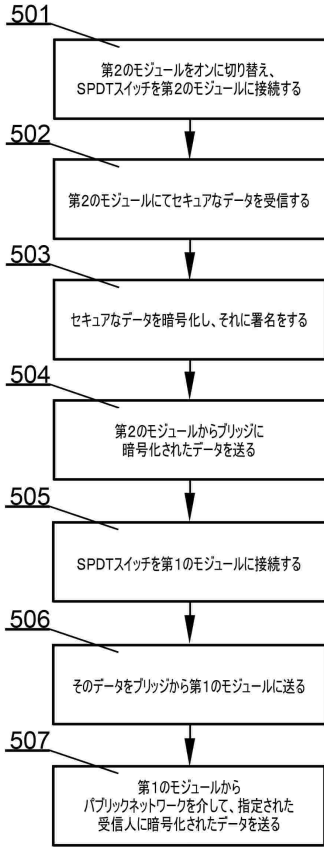 501
第2のモジュールをオンに切り替え、
SPDTスイッチを第2のモジュールに接続する
502
第2のモジュールにてセキュアなデータを受信する
503
セキュアなデータを暗号化し、それに署名をする
504
第2のモジュールからブリッジに
暗号化されたデータを送る
505
SPDTスイッチを第1のモジュールに接続する
506
そのデータをブリッジから第1のモジュールに送る
507
第1のモジュールから
パブリックネットワークを介して、指定された
受信人に暗号化されたデータを送る